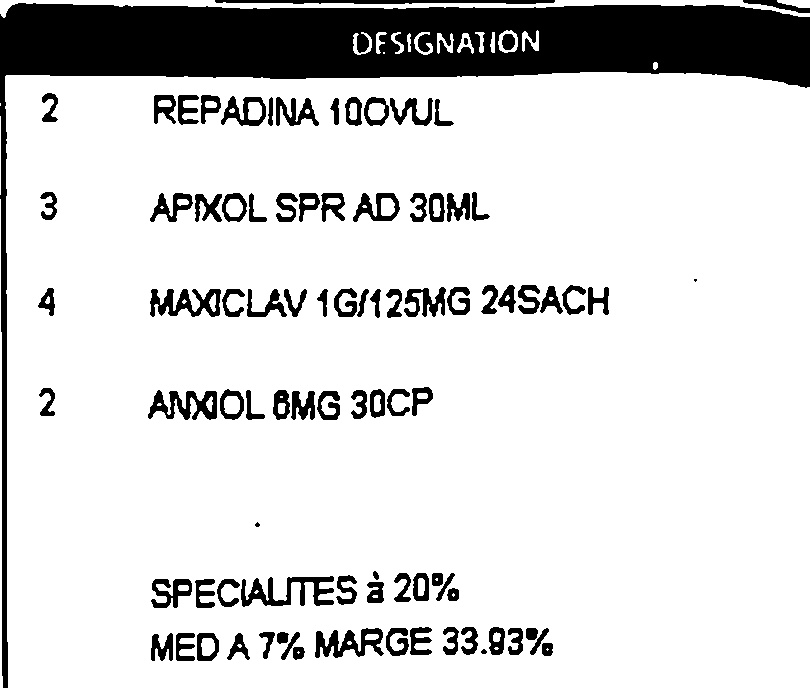 DESIGNATION
2 REPADINA 10OVUL
3 APIXOL SPR AD 30ML
4 MAXICLAV 1G/125MG 24SACH
2 ANXIOL 6MG 30CP
SPECIALITES à 20%
MED A 7% MARGE 33.93%